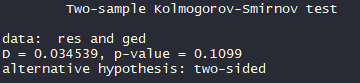 Two-sample Kolmogorov-Smirnov test
data:  res and ged
D = 0.034539, p-value = 0.1099
alternative hypothesis: two-sided